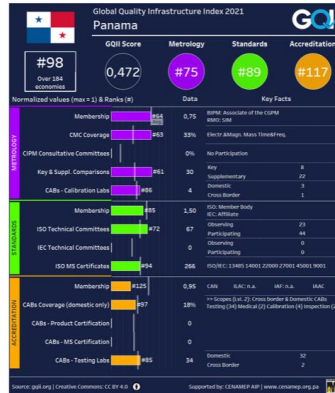 Global Quality Infrastructure Index 2021
Panama
GQI
#98
Over 184
economies
GQII Score
Metrology
Standards
Accreditation
0,472
#75
#89
#117
Normalized values (max = 1) & Ranks (#)
Data
Key Facts
METROLOGY
Membership
#64
0,75
BIPM: Associate of the CGPM
RMO: SIM
CMC Coverage
#63
33%
Electr.&Magn. Mass Time&Freq.
CIPM Consultative Committees
0%
No Participation
Key & Suppl. Comparisons
#61
30
Key
8
Supplementary
22
CABs - Calibration Labs
#86
4
Domestic
3
Cross Border
1
STANDARDS
Membership
#85
1,50
ISO: Member Body
IEC: Affiliate
ISO Technical Committees
#72
67
Observing
23
Participating
44
IEC Technical Committees
0
Observing
0
Participating
0
ISO MS Certificates
#94
266
ISO/IEC: 13485 14001 22000 27001 45001 9001
ACCREDITATION
Membership
#125
0,95
CAN
ILAC: n.a.
IAF: n.a.
IAAC
CABs Coverage (domestic only)
#97
18%
>> Scopes (Lvl. 2): Cross border & Domestic CABs
Testing (34) Medical (2) Calibration (4) Inspection (2
CABs - Product Certification
0
CABs - MS Certification
0
CABs - Testing Labs
#85
34
Domestic
32
Cross Border
2
Source: gqii.org | Creative Commons: CC BY 4.0
Supported by: CENAMEP AIP | www.cenamep.org.pa